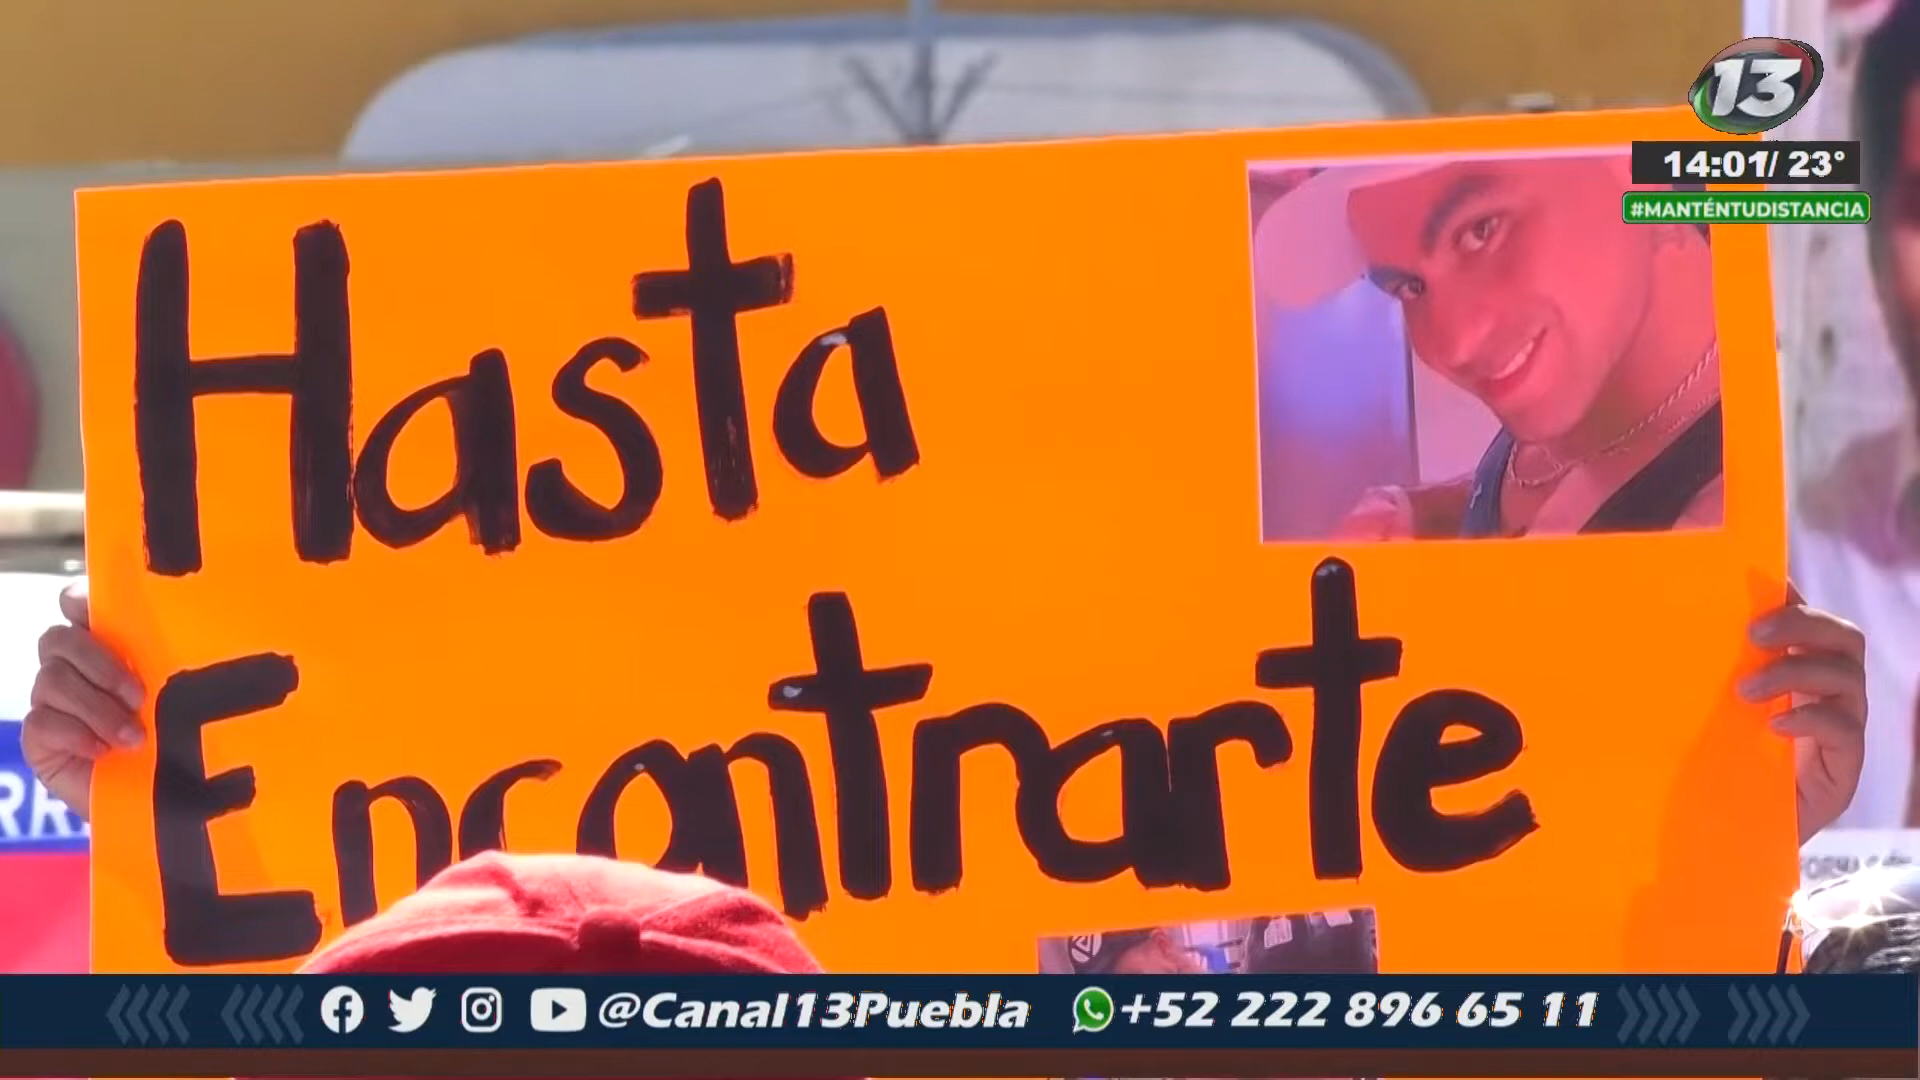 13
14:01/ 23°
#MANTÉNTUDISTANCIA
Hasta
Encontrarte
@Canal13Puebla +52 222 896 65 11